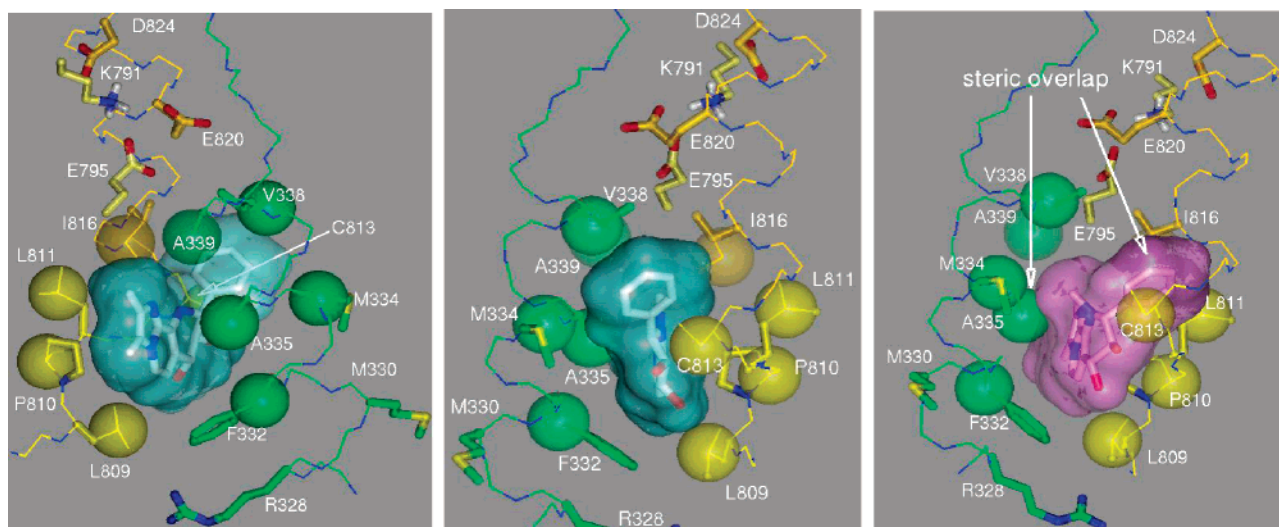 D824
K791
E820
E795
V338
I816
A339
C813
L811
M334
A335
M330
P810
F332
L809
R328
D824
K791
E820
E795
V338
I816
A339
L811
M334
C813
P810
A335
M330
F332
L809
R328
D824
K791
steric overlap
E820
V338
A339
I816
E795
M334
L811
A335
C813
M330
P810
F332
L809
R328